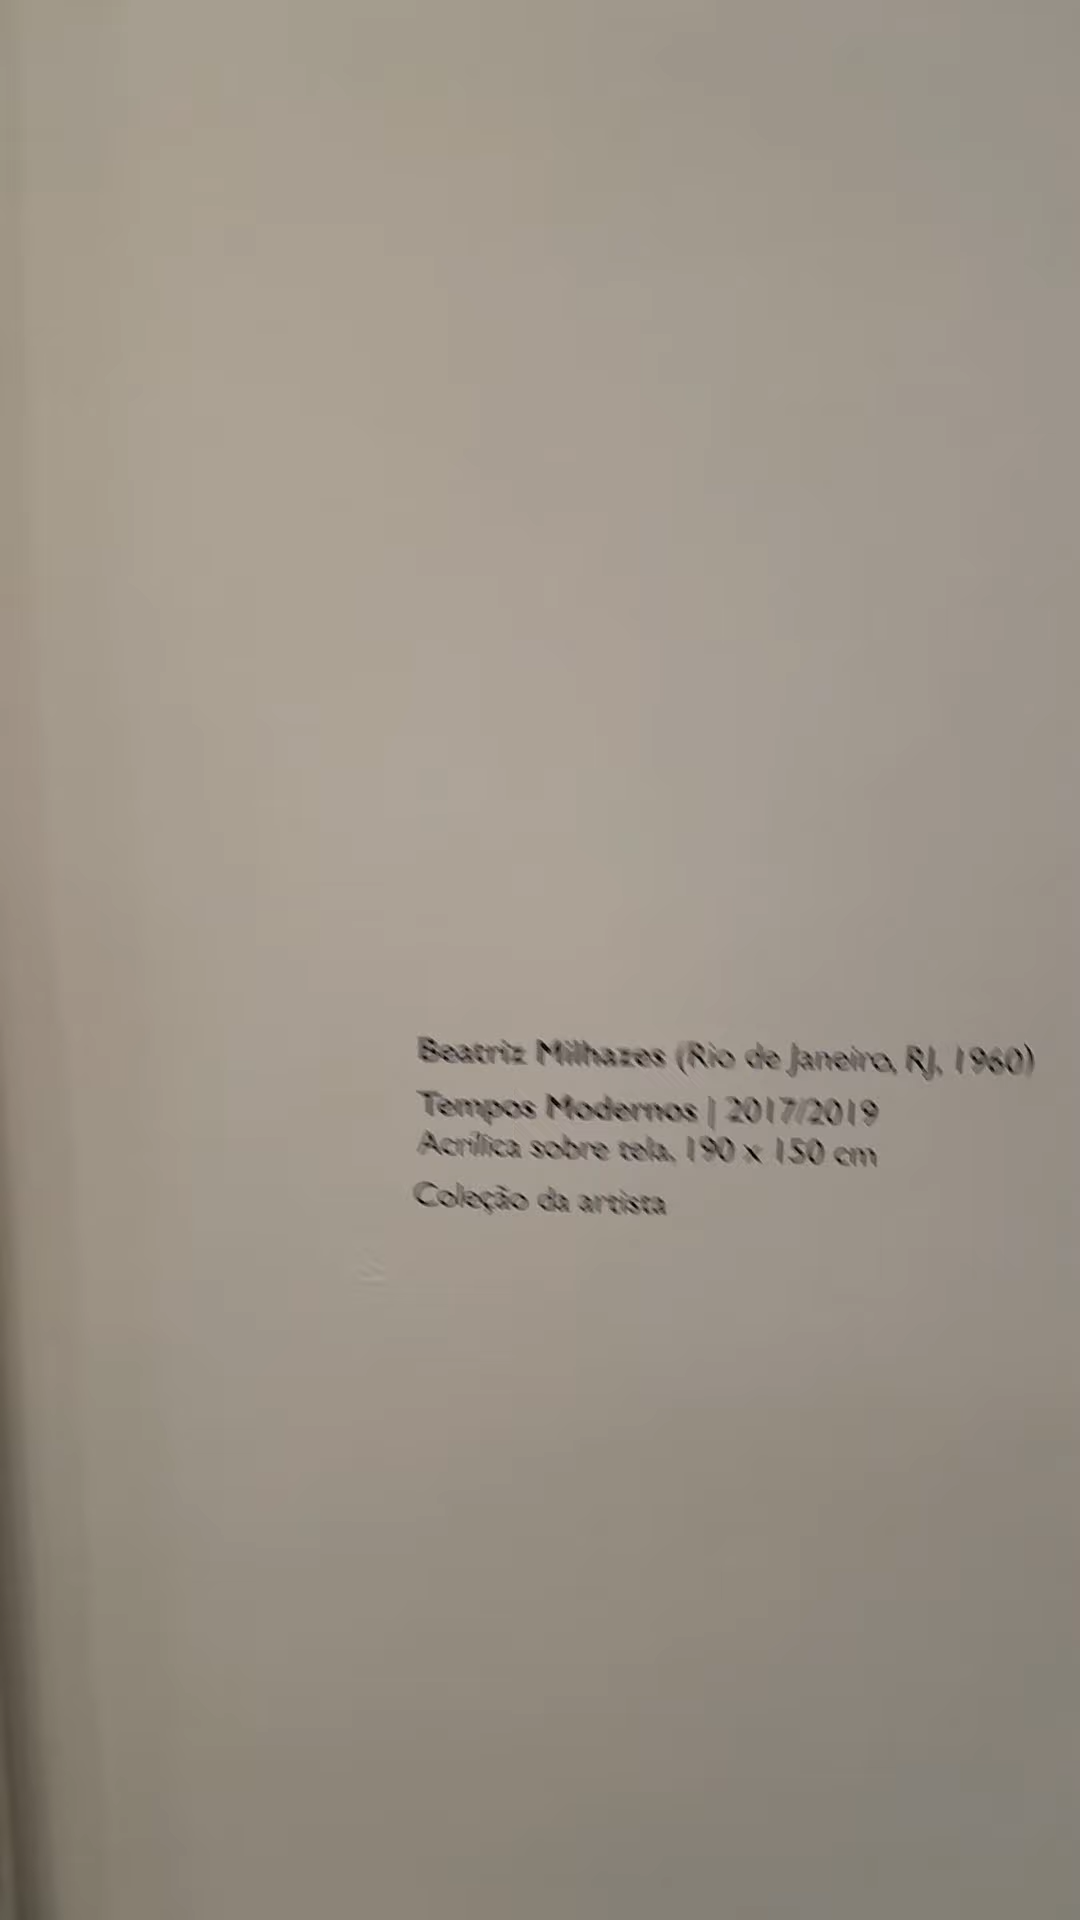 Beatriz Milhazes (Rio de Janeiro, RJ, 1960)
Tempos Modernos | 2017/2019
Acrílica sobre tela, 190 x 150 cm
Coleção da artista